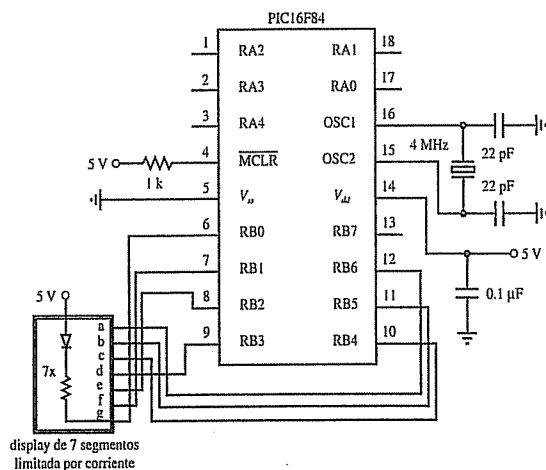 PIC16F84
1 RA2 RA1 18
2 RA3 RA0 17
3 RA4 OSC1 16
4 MCLR OSC2 15
5 Vss Vdd 14
6 RB0 RB7 13
7 RB1 RB6 12
8 RB2 RB5 11
9 RB3 RB4 10
5 V
1 k
4 MHz
22 pF
22 pF
5 V
0.1 µF
5 V
7x
a
b
c
d
e
f
g
display de 7 segmentos
limitada por corriente